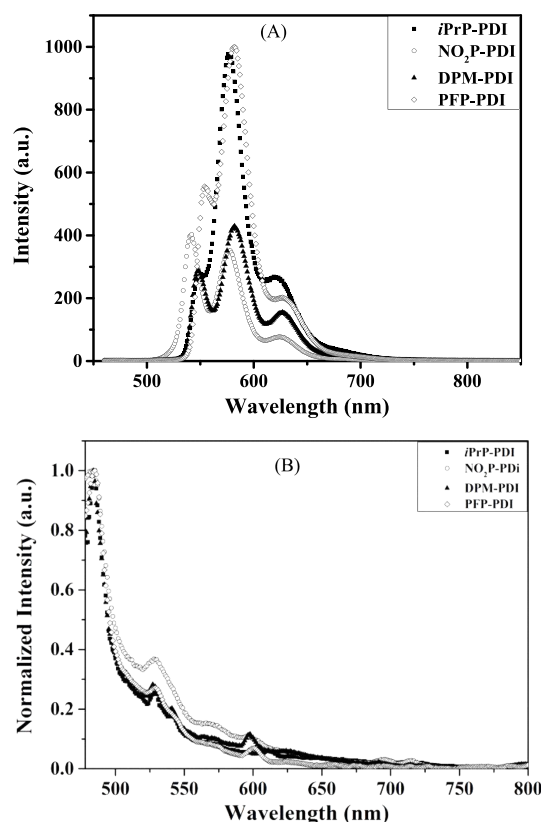 (A)
iPrP-PDI
NO₂P-PDI
DPM-PDI
PFP-PDI
1000
800
600
400
200
0
Intensity (a.u.)
500 550 600 650 700 800
Wavelength (nm)
(B)
iPrP-PDI
NO₂P-PDi
DPM-PDI
PFP-PDI
1.0
0.8
0.6
0.4
0.2
0.0
Normalized Intensity (a.u.)
500 550 600 650 700 750 800
Wavelength (nm)